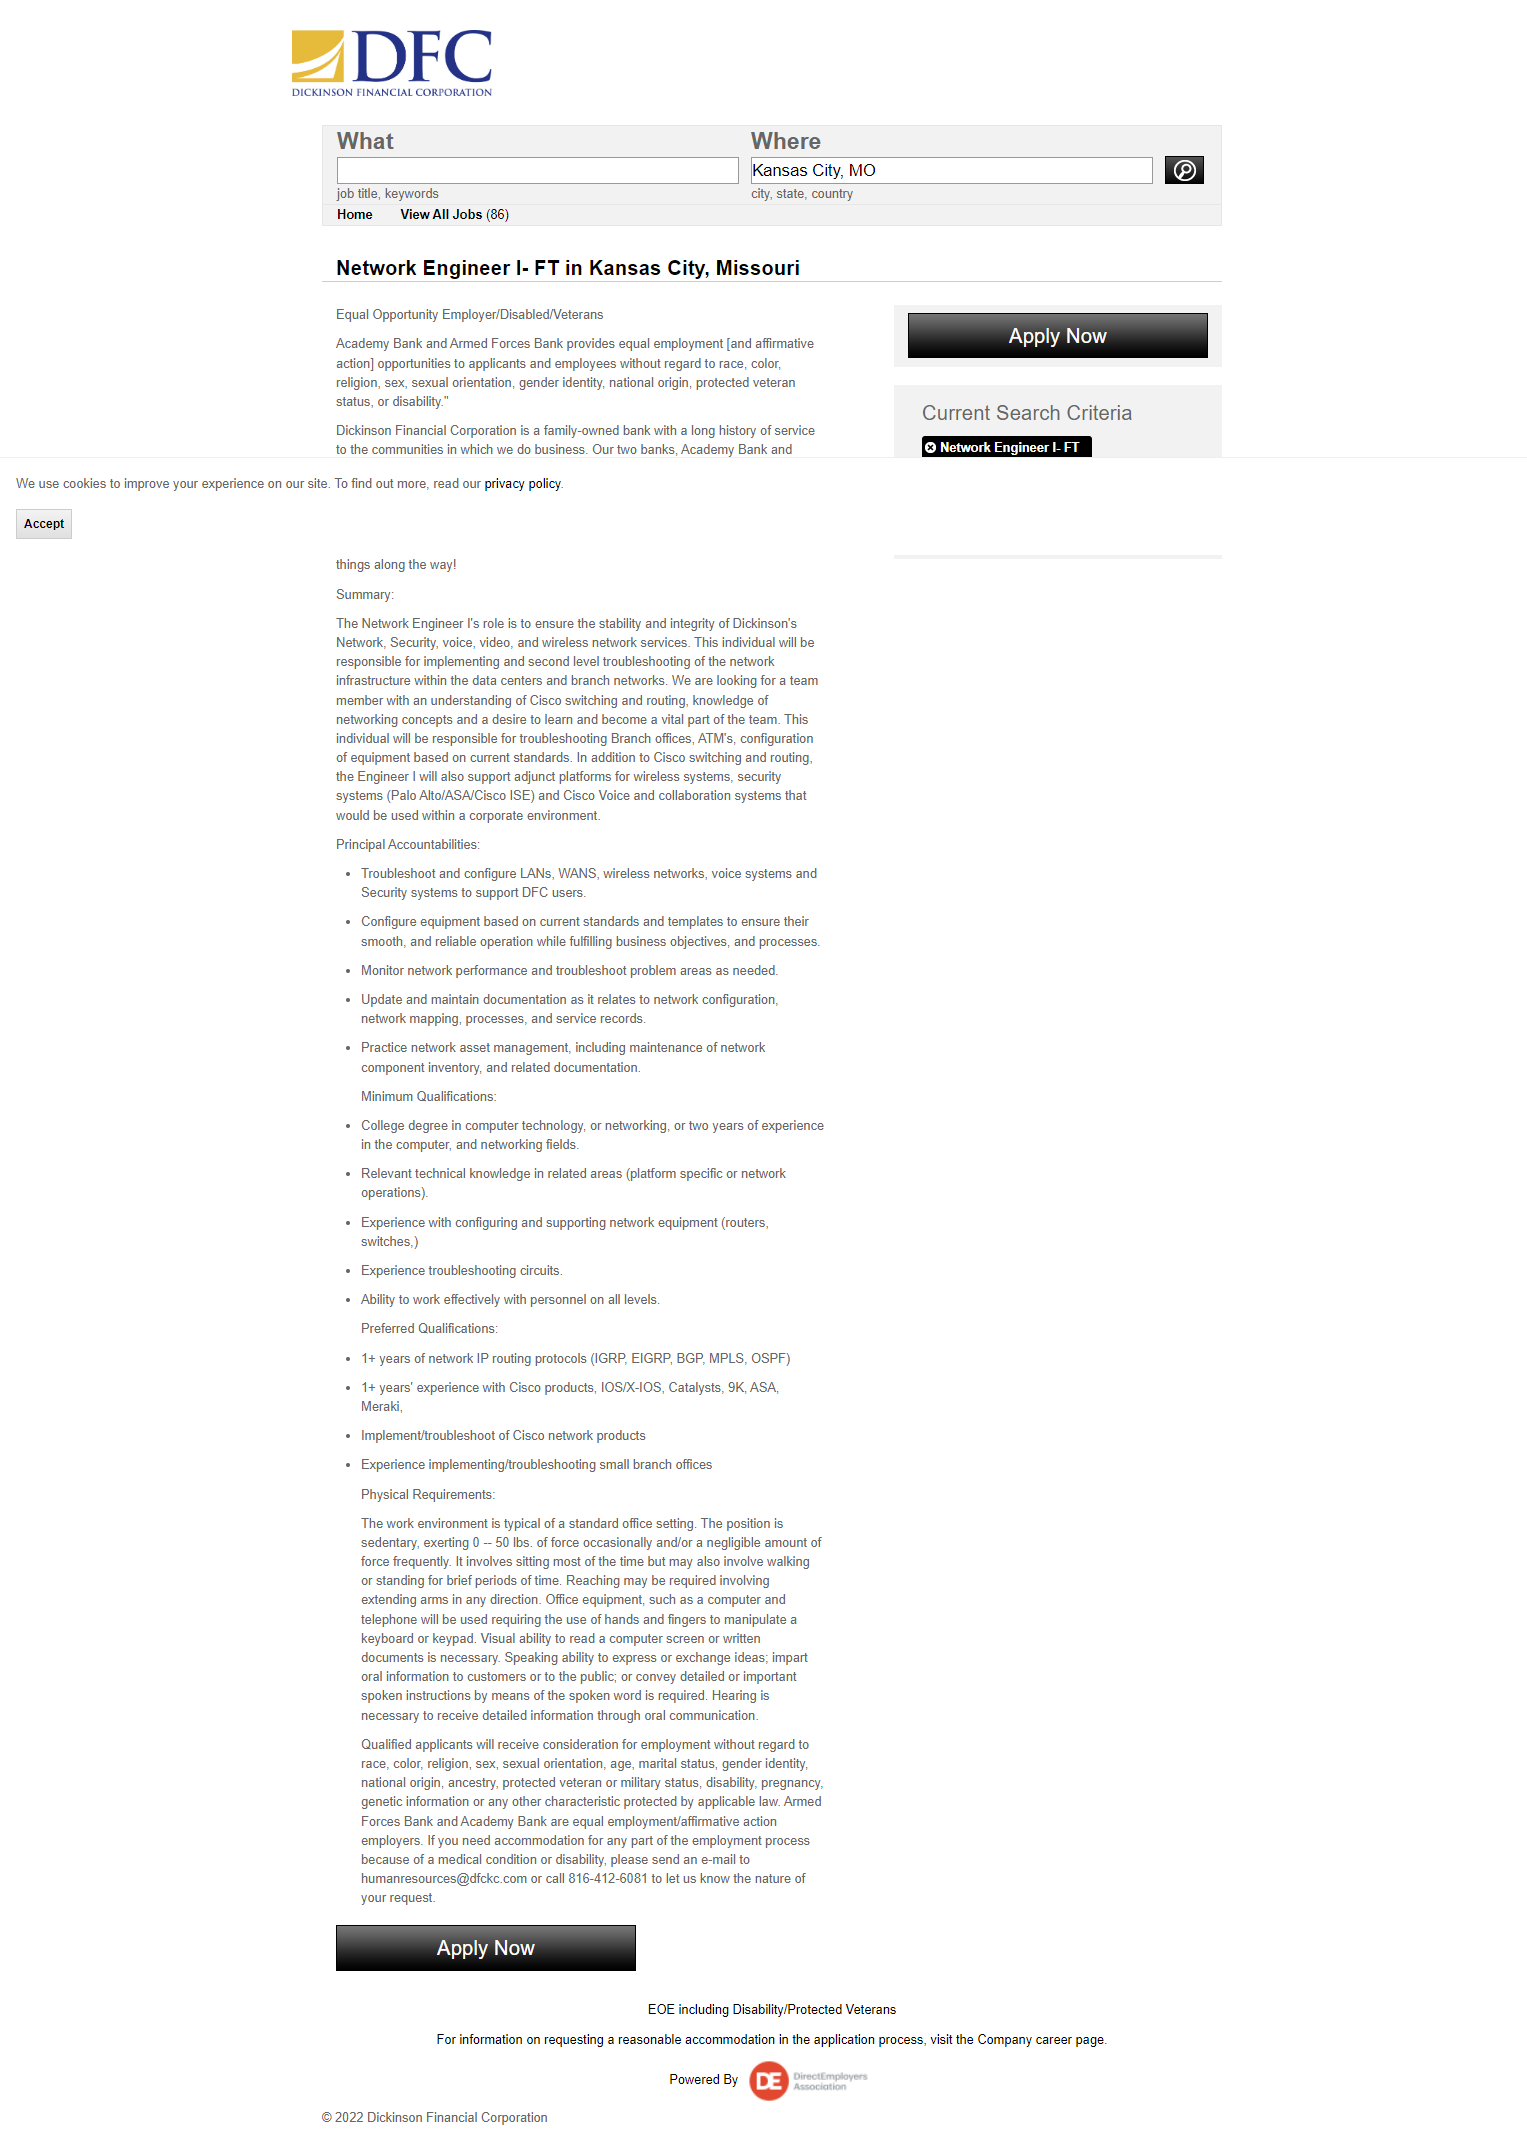 DFC
DICKINSON FINANCIAL CORPORATION
What
Where
Kansas City, MO
job title, keywords
city, state, country
Home View All Jobs (86)
Network Engineer I- FT in Kansas City, Missouri
Equal Opportunity Employer/Disabled/Veterans
Academy Bank and Armed Forces Bank provides equal employment [and affirmative
action] opportunities to applicants and employees without regard to race, color,
religion, sex, sexual orientation, gender identity, national origin, protected veteran
status, or disability."
Dickinson Financial Corporation is a family-owned bank with a long history of service
to the communities in which we do business. Our two banks, Academy Bank and
Apply Now
Current Search Criteria
Network Engineer I- FT
We use cookies to improve your experience on our site. To find out more, read our privacy policy.
Accept
things along the way!
Summary:
The Network Engineer I's role is to ensure the stability and integrity of Dickinson's
Network, Security, voice, video, and wireless network services. This individual will be
responsible for implementing and second level troubleshooting of the network
infrastructure within the data centers and branch networks. We are looking for a team
member with an understanding of Cisco switching and routing, knowledge of
networking concepts and a desire to learn and become a vital part of the team. This
individual will be responsible for troubleshooting Branch offices, ATM's, configuration
of equipment based on current standards. In addition to Cisco switching and routing,
the Engineer I will also support adjunct platforms for wireless systems, security
systems (Palo Alto/ASA/Cisco ISE) and Cisco Voice and collaboration systems that
would be used within a corporate environment.
Principal Accountabilities:
• Troubleshoot and configure LANs, WANS, wireless networks, voice systems and
Security systems to support DFC users.
• Configure equipment based on current standards and templates to ensure their
smooth, and reliable operation while fulfilling business objectives, and processes.
• Monitor network performance and troubleshoot problem areas as needed.
• Update and maintain documentation as it relates to network configuration,
network mapping, processes, and service records.
• Practice network asset management, including maintenance of network
component inventory, and related documentation.
Minimum Qualifications:
• College degree in computer technology, or networking, or two years of experience
in the computer, and networking fields.
• Relevant technical knowledge in related areas (platform specific or network
operations).
• Experience with configuring and supporting network equipment (routers,
switches,)
• Experience troubleshooting circuits.
• Ability to work effectively with personnel on all levels.
Preferred Qualifications:
• 1+ years of network IP routing protocols (IGRP, EIGRP, BGP, MPLS, OSPF)
• 1+ years' experience with Cisco products, IOS/X-IOS, Catalysts, 9K, ASA,
Meraki,
• Implement/troubleshoot of Cisco network products
• Experience implementing/troubleshooting small branch offices
Physical Requirements:
The work environment is typical of a standard office setting. The position is
sedentary, exerting 0 -- 50 lbs. of force occasionally and/or a negligible amount of
force frequently. It involves sitting most of the time but may also involve walking
or standing for brief periods of time. Reaching may be required involving
extending arms in any direction. Office equipment, such as a computer and
telephone will be used requiring the use of hands and fingers to manipulate a
keyboard or keypad. Visual ability to read a computer screen or written
documents is necessary. Speaking ability to express or exchange ideas; impart
oral information to customers or to the public; or convey detailed or important
spoken instructions by means of the spoken word is required. Hearing is
necessary to receive detailed information through oral communication.
Qualified applicants will receive consideration for employment without regard to
race, color, religion, sex, sexual orientation, age, marital status, gender identity,
national origin, ancestry, protected veteran or military status, disability, pregnancy,
genetic information or any other characteristic protected by applicable law. Armed
Forces Bank and Academy Bank are equal employment/affirmative action
employers. If you need accommodation for any part of the employment process
because of a medical condition or disability, please send an e-mail to
humanresources@dfckc.com or call 816-412-6081 to let us know the nature of
your request.
Apply Now
EOE including Disability/Protected Veterans
For information on requesting a reasonable accommodation in the application process, visit the Company career page.
Powered By DE DirectEmployers
Association
© 2022 Dickinson Financial Corporation